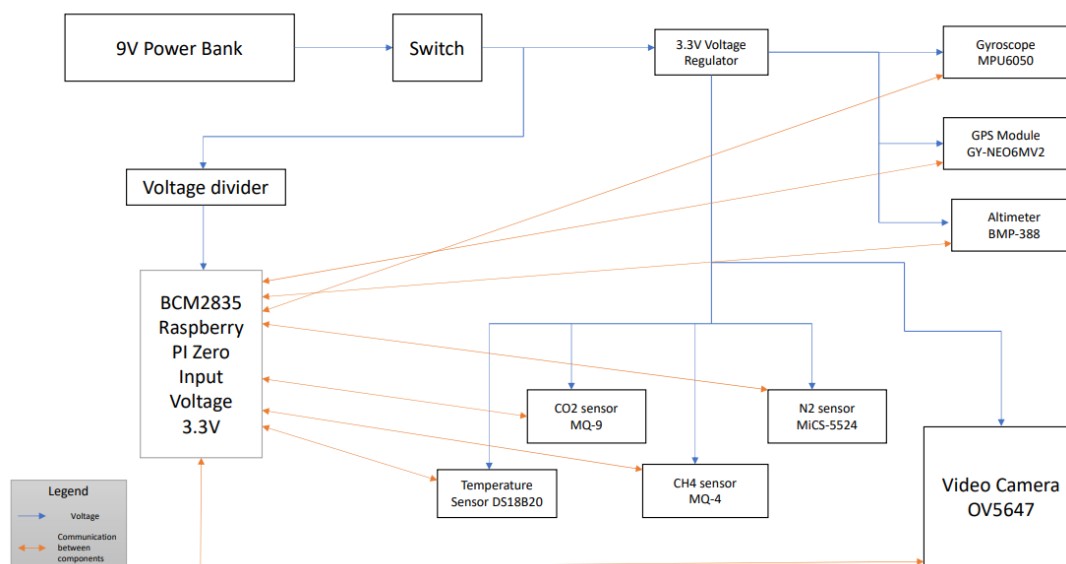 9V Power Bank
Switch
3.3V Voltage
Regulator
Gyroscope
MPU6050
GPS Module
GY-NEO6MV2
Voltage divider
Altimeter
BMP-388
BCM2835
Raspberry
PI Zero
Input
Voltage
3.3V
CO2 sensor
MQ-9
N2 sensor
MiCS-5524
Temperature
Sensor DS18B20
CH4 sensor
MQ-4
Video Camera
OV5647
Legend
Voltage
Communication
between
components